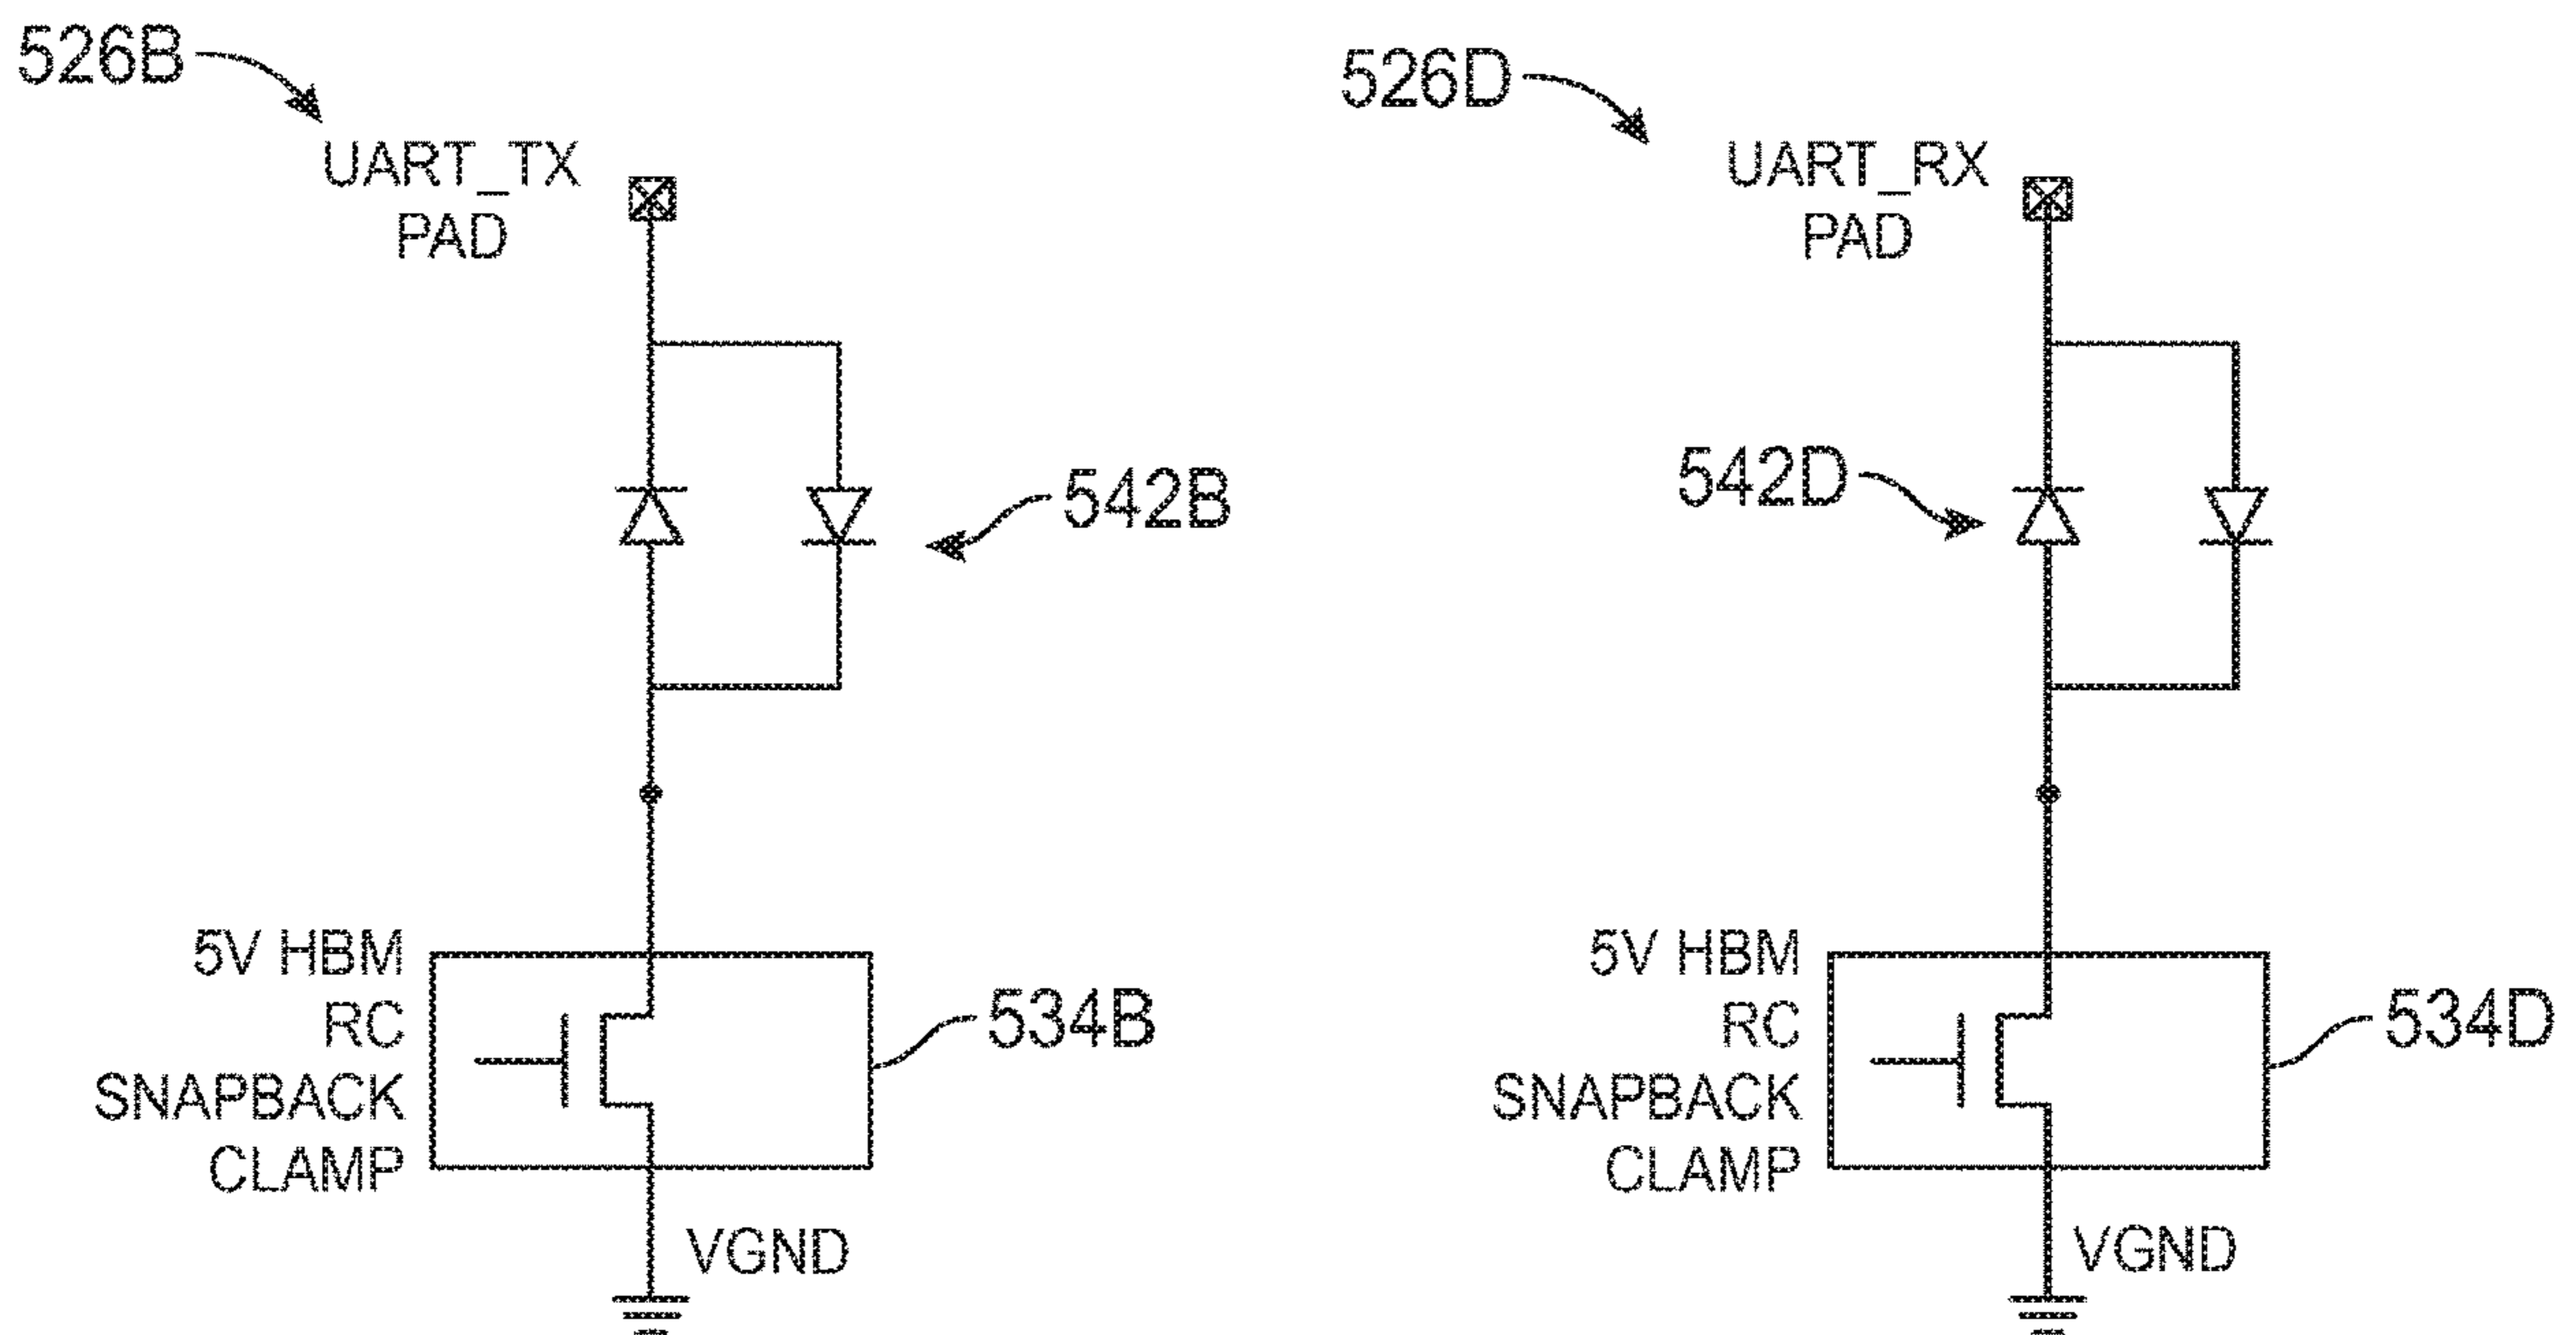 526B
UART_TX
PAD
542B
5V HBM
RC
SNAPBACK
CLAMP
534B
VGND
526D
UART_RX
PAD
542D
5V HBM
RC
SNAPBACK
CLAMP
534D
VGND